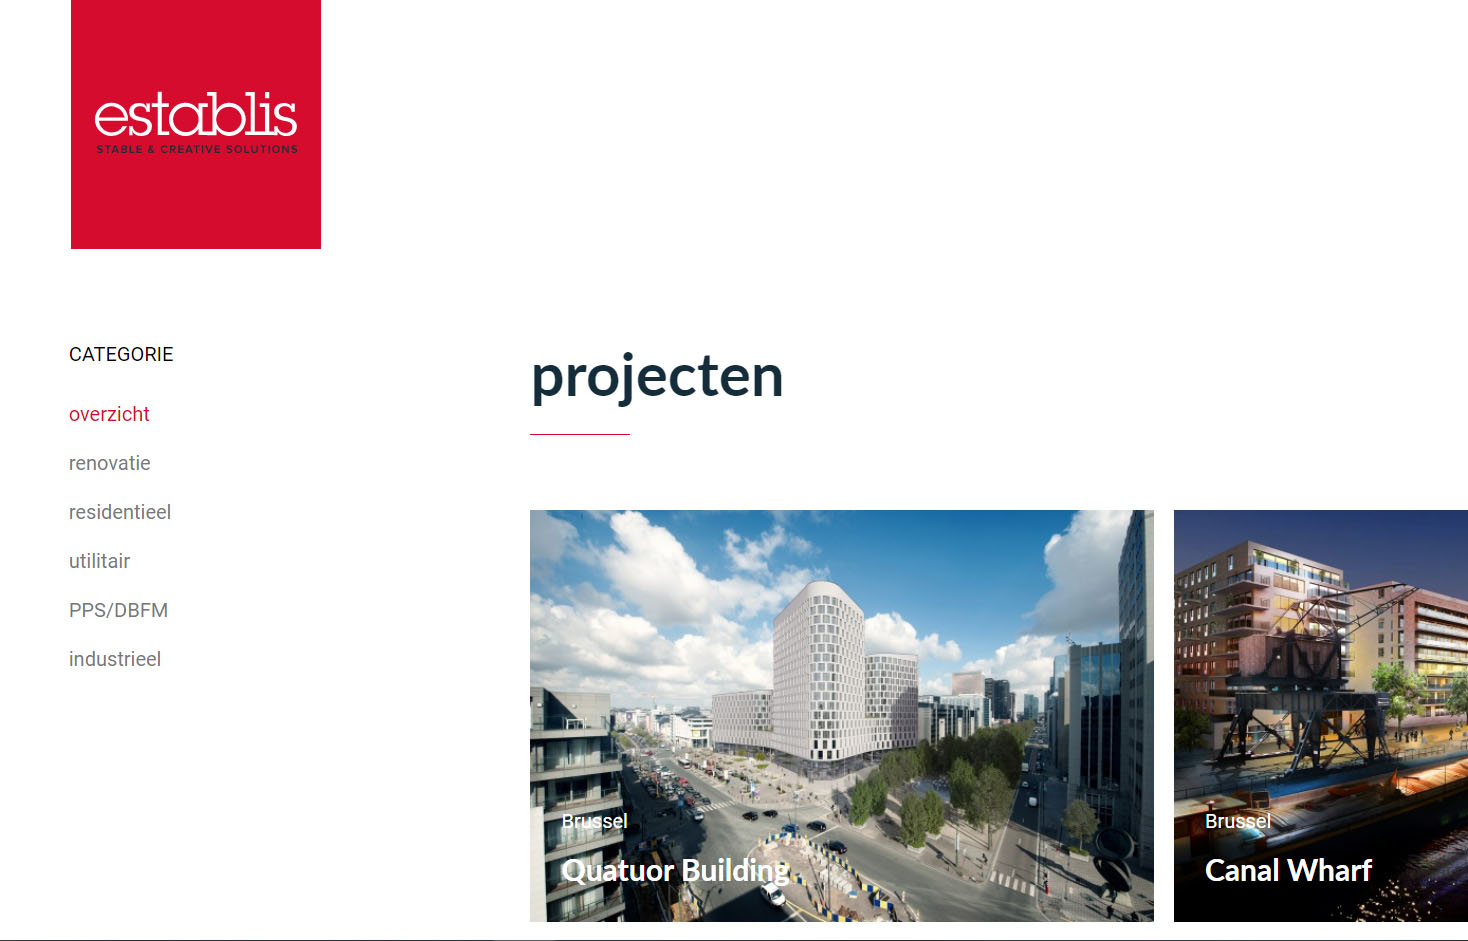 establis
STABLE & CREATIVE SOLUTIONS
CATEGORIE
overzicht
renovatie
residentieel
utilitair
PPS/DBFM
industrieel
projecten
Brussel
Quatuor Building
Brussel
Canal Wharf